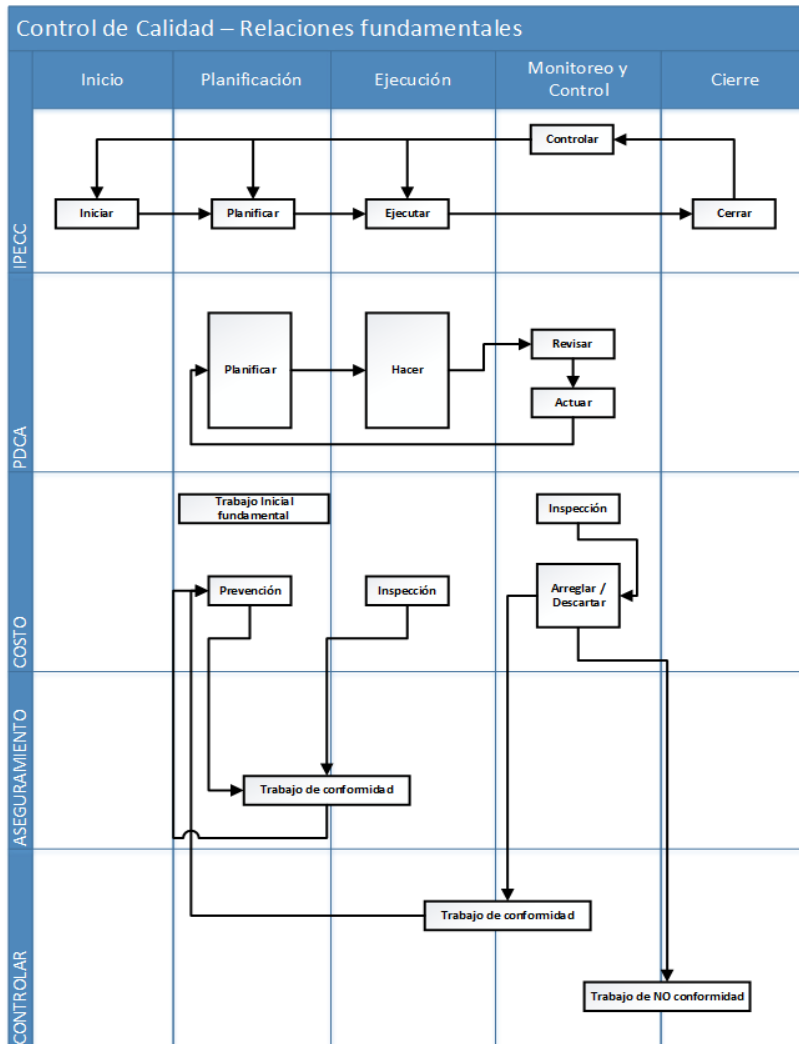 Control de Calidad – Relaciones fundamentales
Inicio
Planificación
Ejecución
Monitoreo y
Control
Cierre
IPECC
Controlar
Iniciar
Planificar
Ejecutar
Cerrar
PDCA
Planificar
Hacer
Revisar
Actuar
COSTO
Trabajo Inicial
fundamental
Inspección
Prevención
Inspección
Arreglar /
Descartar
ASEGURAMIENTO
Trabajo de conformidad
CONTROLAR
Trabajo de conformidad
Trabajo de NO conformidad